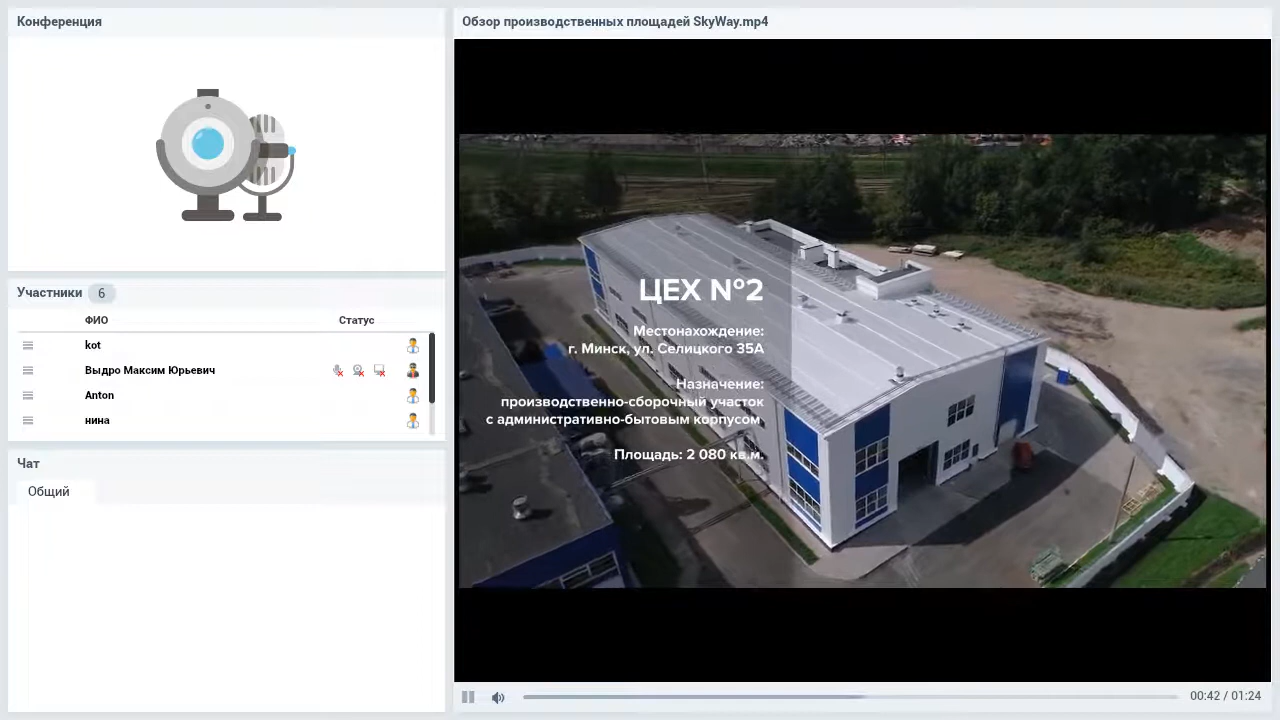 Конференция
Участники 6
ФИО Статус
kot
Выдро Максим Юрьевич
Anton
нина
Чат
Общий
Обзор производственных площадей SkyWay.mp4
ЦЕХ №2
Местонахождение:
г. Минск, ул. Селицкого 35А
Назначение:
производственно-сборочный участок
с административно-бытовым корпусом
Площадь: 2 080 кв.м.
00:42 / 01:24